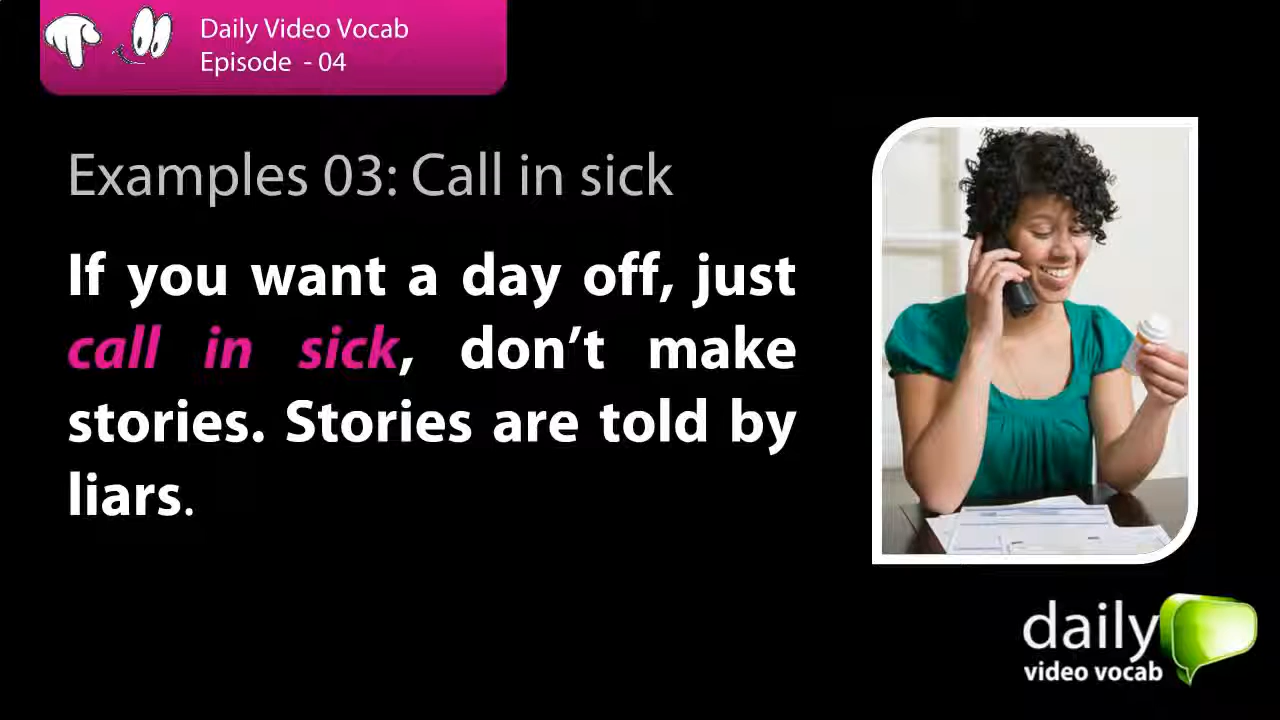 Daily Video Vocab
Episode - 04
Examples 03: Call in sick
If you want a day off, just
call in sick, don’t make
stories. Stories are told by
liars.
daily
video vocab